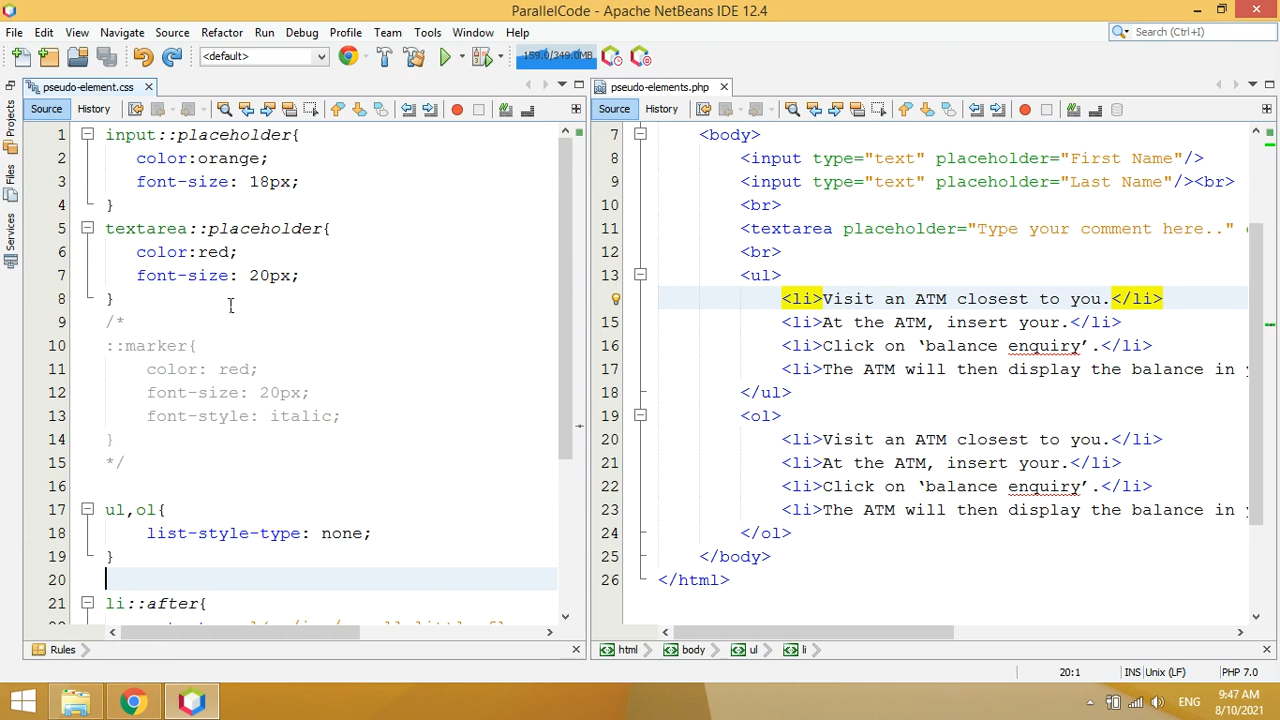 ParallelCode - Apache NetBeans IDE 12.4
File Edit View Navigate Source Refactor Run Debug Profile Team Tools Window Help
Search (Ctrl+I)
<default>
159.0/349.0MB
pseudo-element.css
Source History
1 input::placeholder{
2 color:orange;
3 font-size: 18px;
4 }
5 textarea::placeholder{
6 color:red;
7 font-size: 20px;
8 }
9 /*
10 ::marker{
11 color: red;
12 font-size: 20px;
13 font-style: italic;
14 }
15 */
16
17 ul,ol{
18 list-style-type: none;
19 }
20
21 li::after{
Rules
pseudo-elements.php
Source History
7 <body>
8 <input type="text" placeholder="First Name"/>
9 <input type="text" placeholder="Last Name"/><br>
10 <br>
11 <textarea placeholder="Type your comment here.."
12 <br>
13 <ul>
<li>Visit an ATM closest to you.</li>
15 <li>At the ATM, insert your.</li>
16 <li>Click on ‘balance enquiry’.</li>
17 <li>The ATM will then display the balance in
18 </ul>
19 <ol>
20 <li>Visit an ATM closest to you.</li>
21 <li>At the ATM, insert your.</li>
22 <li>Click on ‘balance enquiry’.</li>
23 <li>The ATM will then display the balance in
24 </ol>
25 </body>
26 </html>
html body ul li
20:1 INS Unix (LF) PHP 7.0
Projects
Files
Services
ENG
9:47 AM
8/10/2021